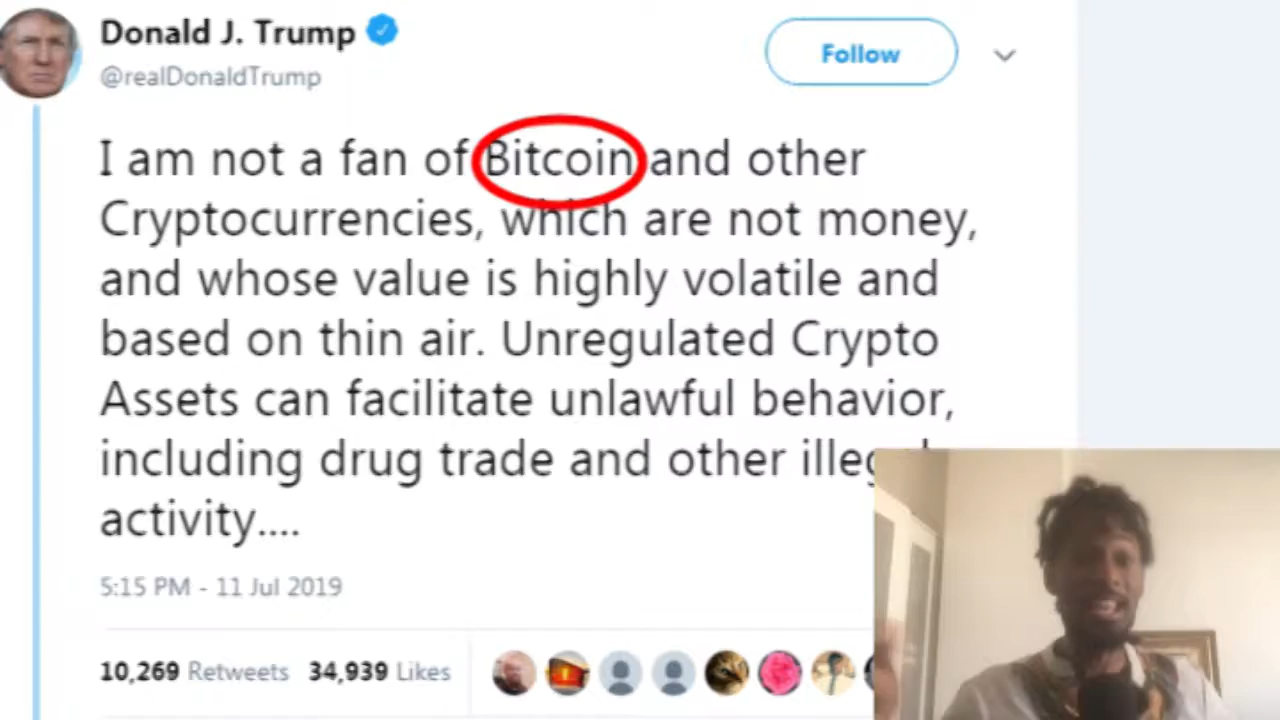 Donald J. Trump
@realDonaldTrump
Follow
I am not a fan of Bitcoin and other
Cryptocurrencies, which are not money,
and whose value is highly volatile and
based on thin air. Unregulated Crypto
Assets can facilitate unlawful behavior,
including drug trade and other
activity....
5:15 PM - 11 Jul 2019
10,269 Retweets 34,939 Likes